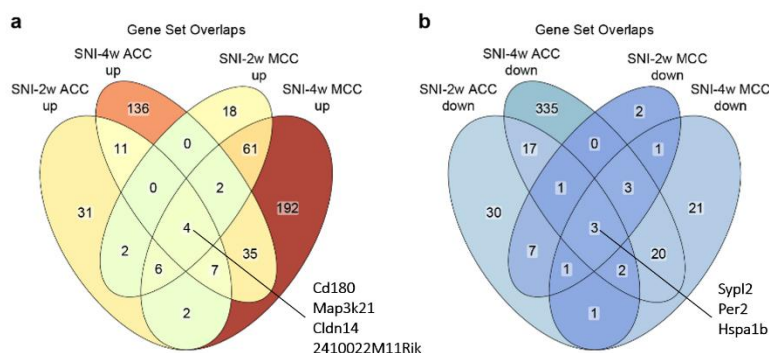 a
Gene Set Overlaps
SNI-4w ACC
up
SNI-2w MCC
up
SNI-2w ACC
up
SNI-4w MCC
up
136
18
11
0
61
31
0
2
192
4
2
6
7
35
2
Cd180
Map3k21
Cldn14
2410022M11Rik
b
Gene Set Overlaps
SNI-4w ACC
down
SNI-2w MCC
down
SNI-2w ACC
down
SNI-4w MCC
down
335
2
17
0
1
30
1
3
21
3
7
1
2
20
1
Sypl2
Per2
Hspa1b